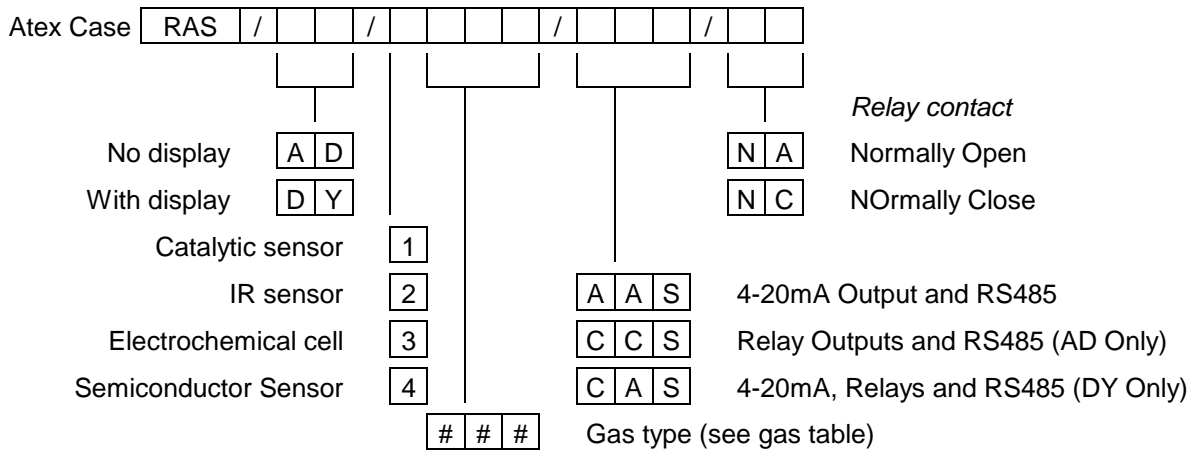 Atex Case RAS / / / /
Relay contact
No display A D N A Normally Open
With display D Y N C NOrmally Close
Catalytic sensor 1
IR sensor 2 A A S 4-20mA Output and RS485
Electrochemical cell 3 C C S Relay Outputs and RS485 (AD Only)
Semiconductor Sensor 4 C A S 4-20mA, Relays and RS485 (DY Only)
# # # Gas type (see gas table)